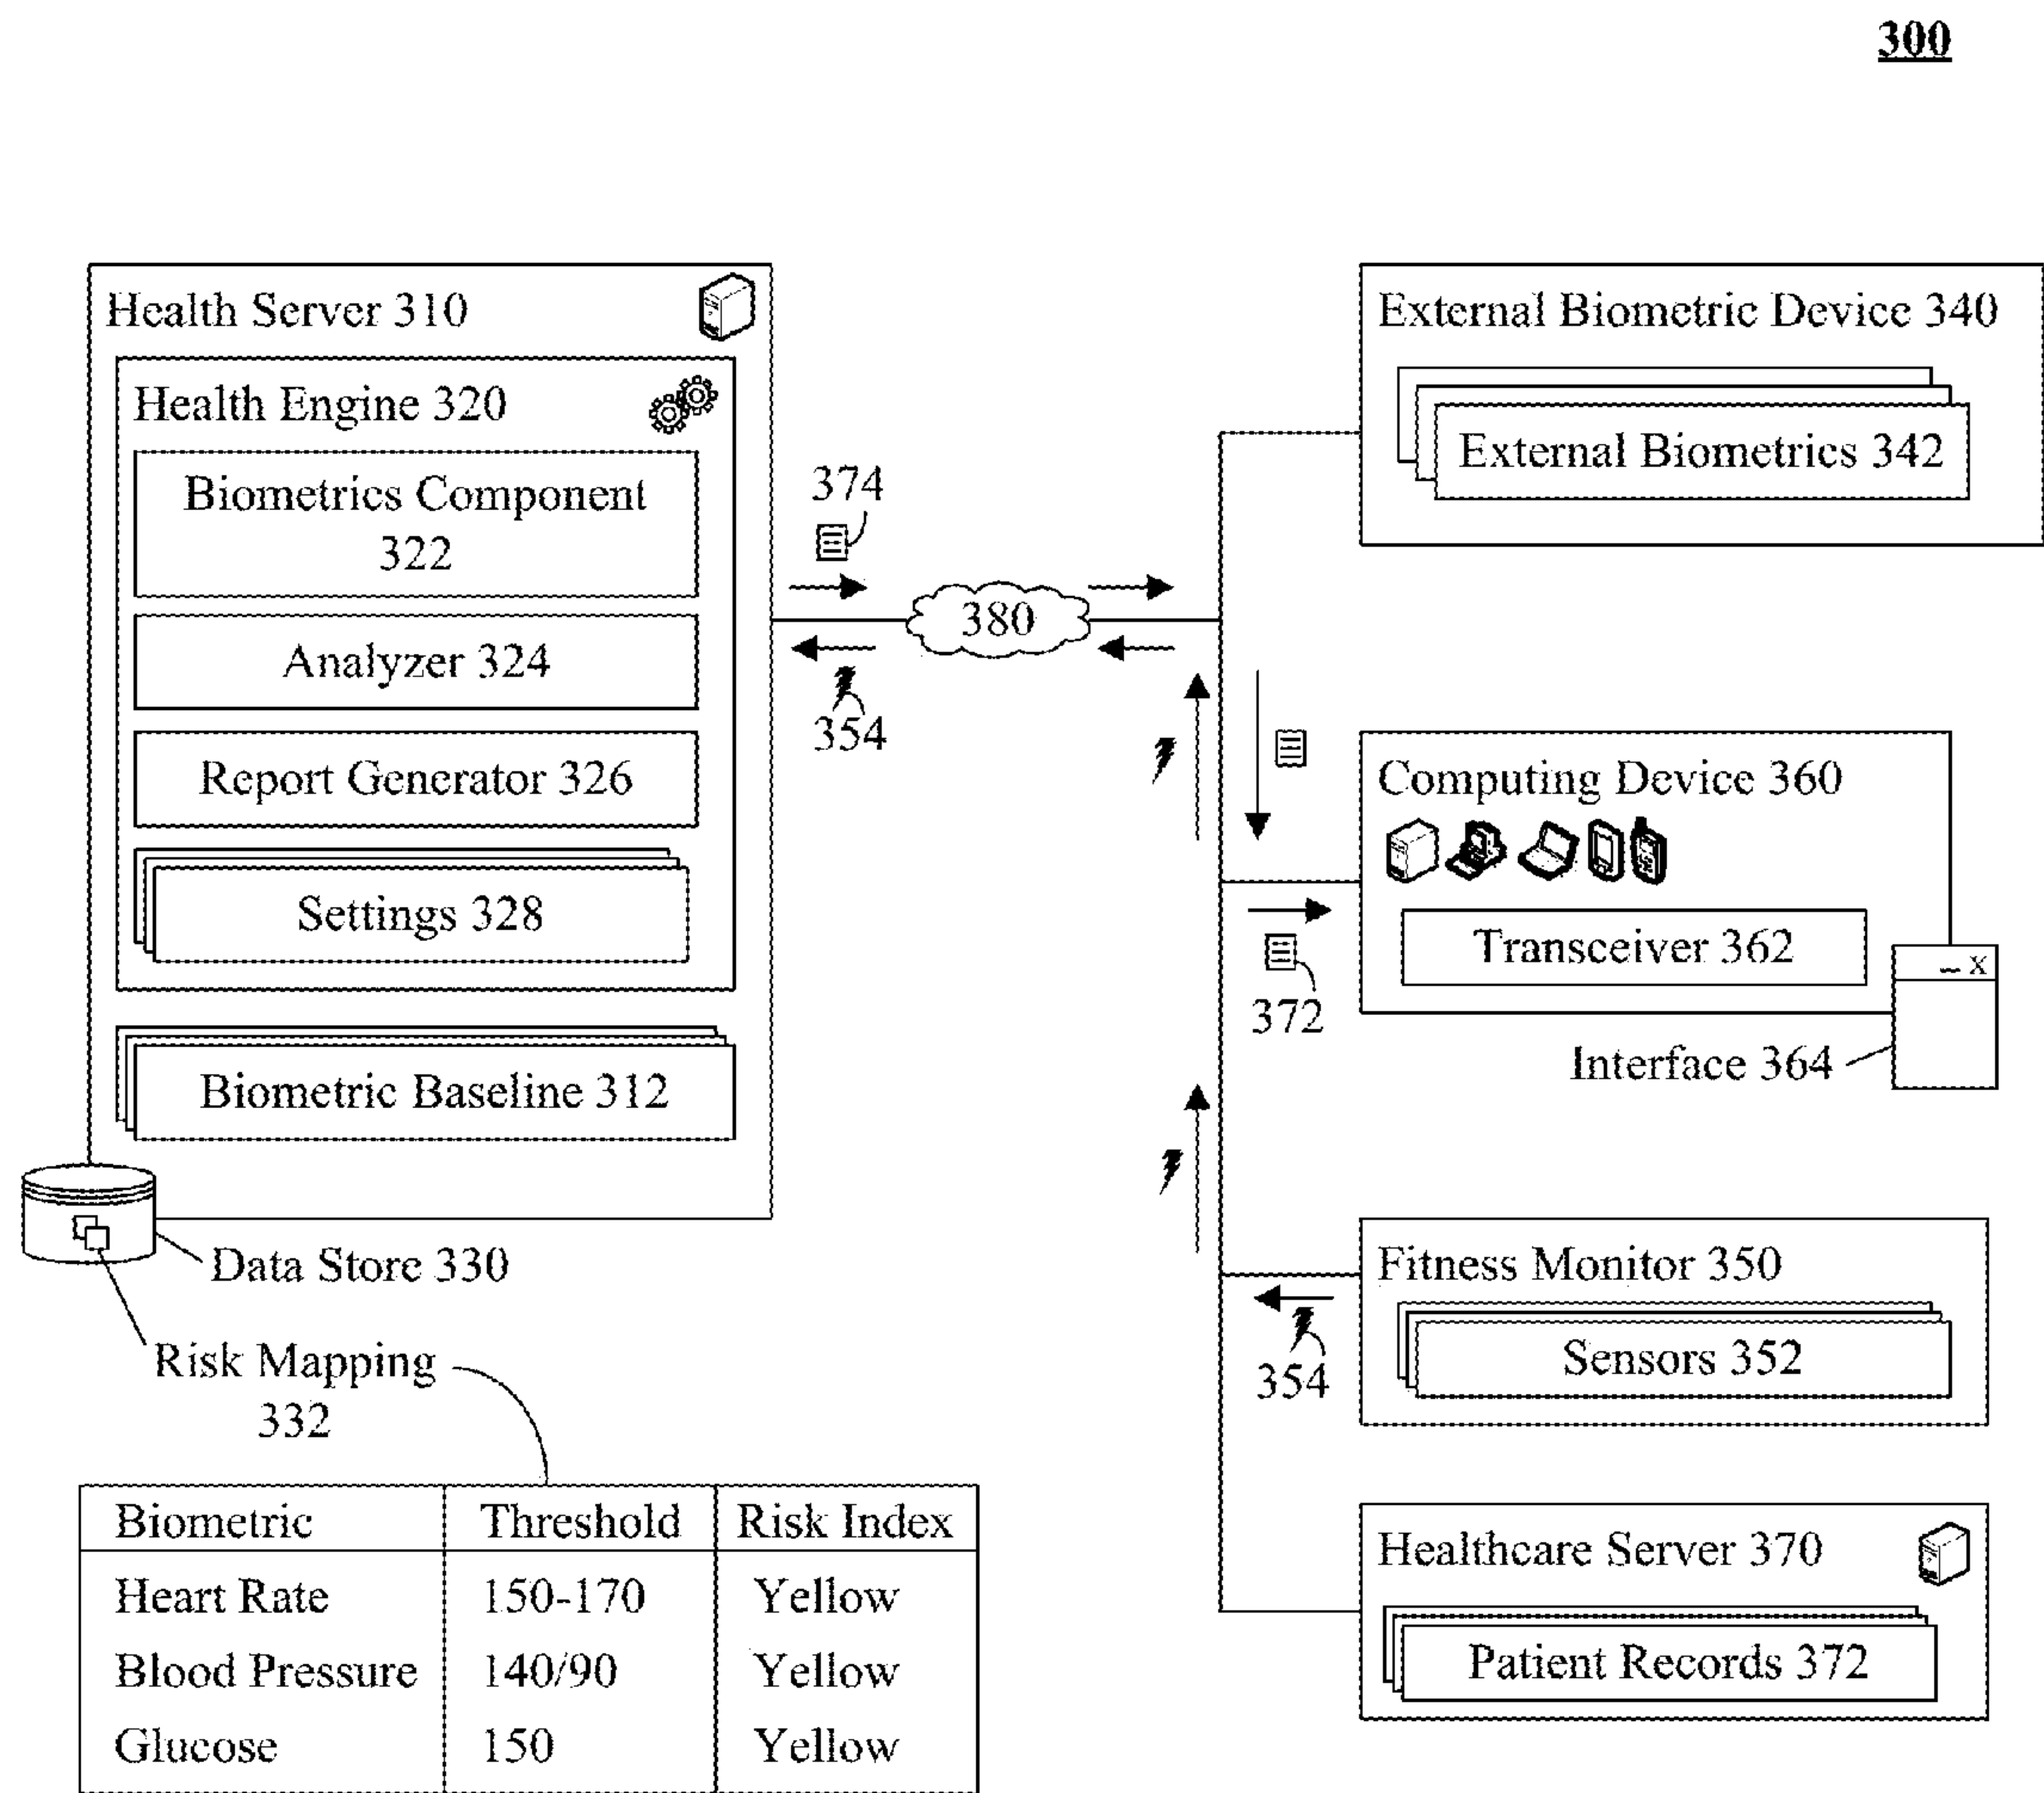 300
Health Server 310
Health Engine 320
Biometrics Component
322
Analyzer 324
Report Generator 326
Settings 328
Biometric Baseline 312
Data Store 330
Risk Mapping
332
374
380
354
External Biometric Device 340
External Biometrics 342
Computing Device 360
Transceiver 362
– X
372
Interface 364
Fitness Monitor 350
Sensors 352
354
Healthcare Server 370
Patient Records 372
Biometric Threshold Risk Index
Heart Rate 150-170 Yellow
Blood Pressure 140/90 Yellow
Glucose 150 Yellow